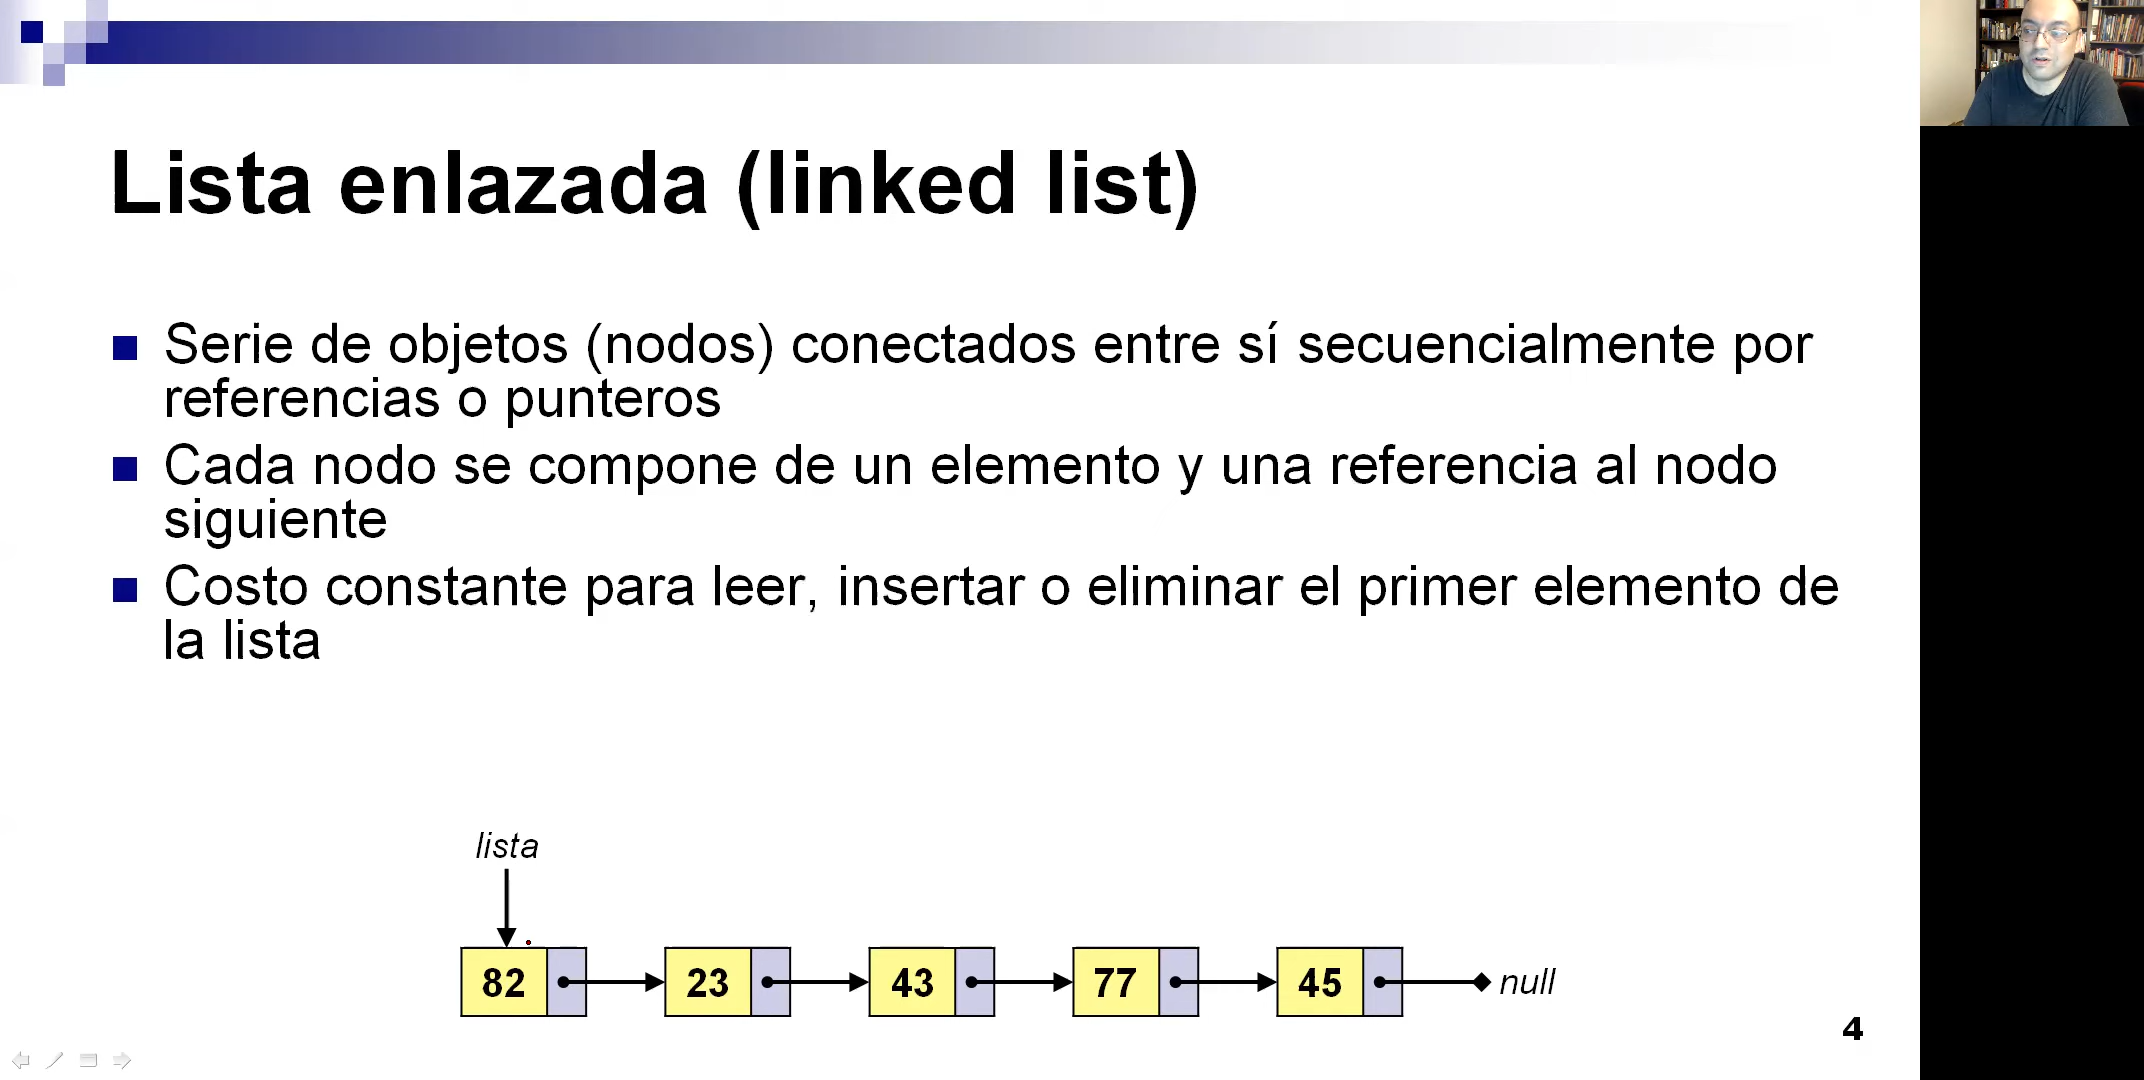 Lista enlazada (linked list)
Serie de objetos (nodos) conectados entre sí secuencialmente por
referencias o punteros
Cada nodo se compone de un elemento y una referencia al nodo
siguiente
Costo constante para leer, insertar o eliminar el primer elemento de
la lista
lista
82 23 43 77 45 null
4